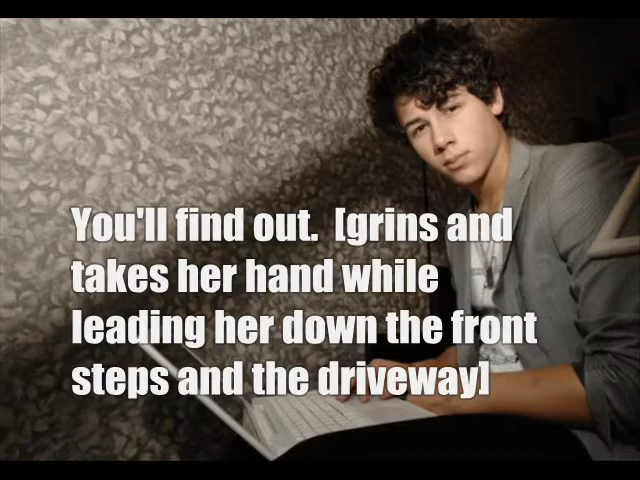 You'll find out.  [grins and
takes her hand while
leading her down the front
steps and the driveway]